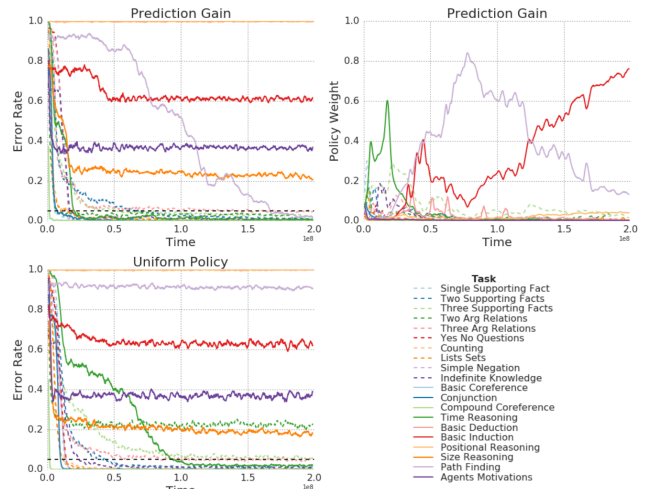 Prediction Gain
1.0
0.8
0.6
0.4
0.2
0.0
Error Rate
0.0 0.5 1.0 1.5 2.0
Time
1e8
Prediction Gain
1.0
0.8
0.6
0.4
0.2
0.0
Policy Weight
0.0 0.5 1.0 1.5 2.0
Time
1e8
Uniform Policy
1.0
0.8
0.6
0.4
0.2
0.0
Error Rate
0.0 0.5 1.0 1.5 2.0
Time
1e8
Task
Single Supporting Fact
Two Supporting Facts
Three Supporting Facts
Two Arg Relations
Three Arg Relations
Yes No Questions
Counting
Lists Sets
Simple Negation
Indefinite Knowledge
Basic Coreference
Conjunction
Compound Coreference
Time Reasoning
Basic Deduction
Basic Induction
Positional Reasoning
Size Reasoning
Path Finding
Agents Motivations